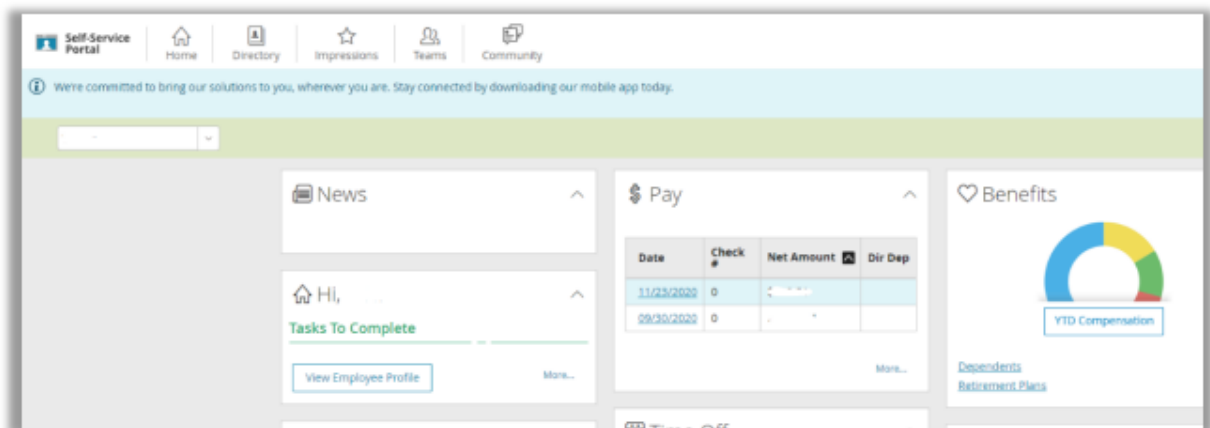 Self-Service
Portal
Home
Directory
Impressions
Teams
Community
We're committed to bring our solutions to you, wherever you are. Stay connected by downloading our mobile app today.
News
Hi,
Tasks To Complete
View Employee Profile
More...
$ Pay
Date Check # Net Amount Dir Dep
11/23/2020 0
09/30/2020 0
More...
Time Off
Benefits
YTD Compensation
Dependents
Retirement Plans